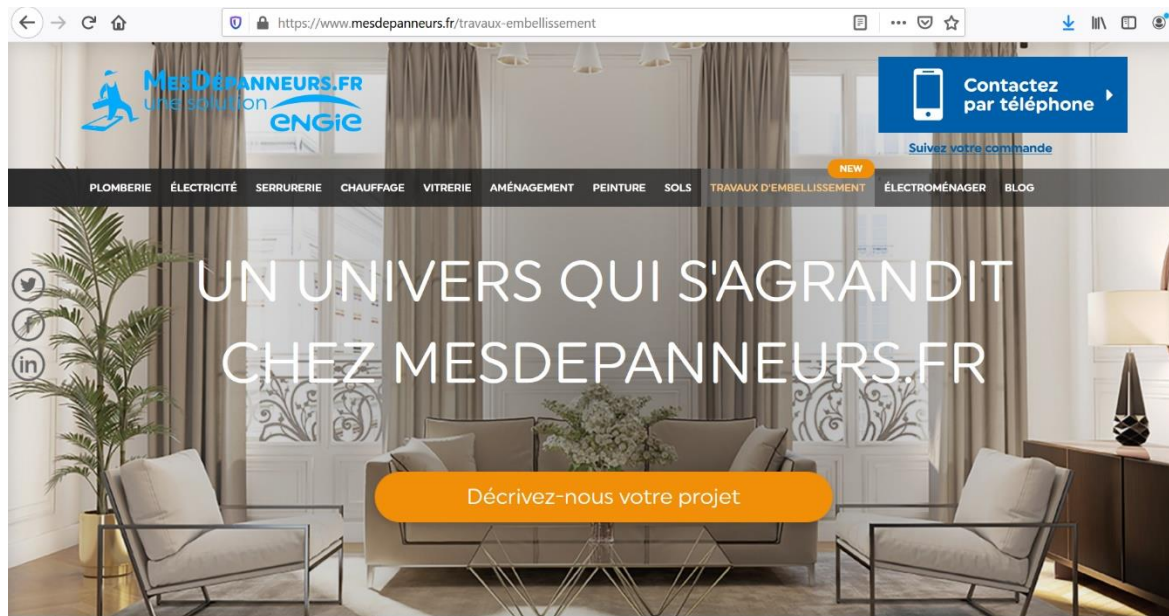 https://www.mesdepanneurs.fr/travaux-embellissement
MESDÉPANNEURS.FR
une solution
ENGIE
Contactez
par téléphone
Suivez votre commande
NEW
PLOMBERIE ÉLECTRICITÉ SERRURERIE CHAUFFAGE VITRERIE AMÉNAGEMENT PEINTURE SOLS TRAVAUX D'EMBELLISSEMENT ÉLECTROMÉNAGER BLOG
UN UNIVERS QUI S'AGRANDIT
CHEZ MESDEPANNEURS.FR
in
Décrivez-nous votre projet